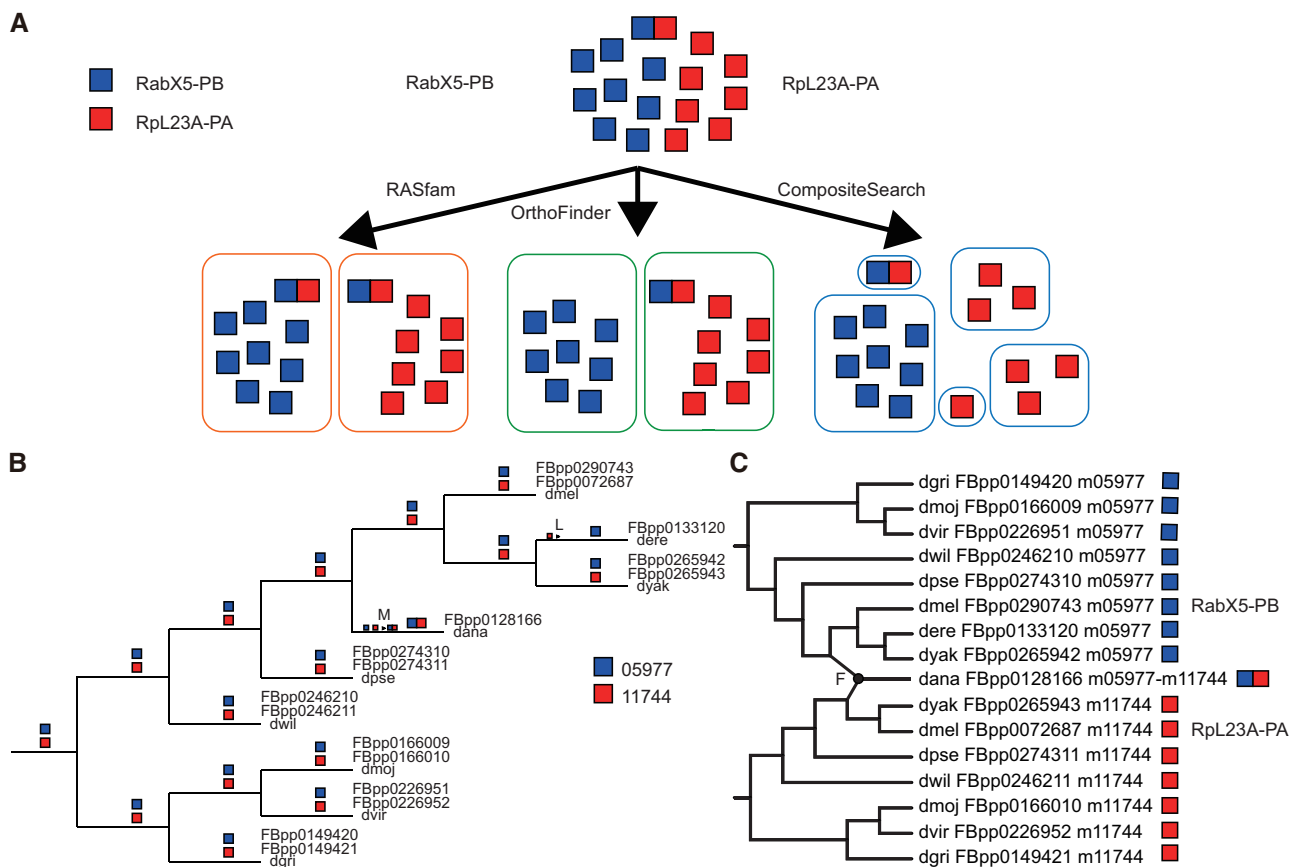 A
RabX5-PB
RpL23A-PA
RabX5-PB
RpL23A-PA
RASfam
OrthoFinder
CompositeSearch
B
FBpp0290743
FBpp0072687
dmel
L
FBpp0133120
dere
FBpp0265942
FBpp0265943
dyak
M
FBpp0128166
dana
FBpp0274310
FBpp0274311
dpse
FBpp0246210
FBpp0246211
dwil
FBpp0166009
FBpp0166010
dmoj
FBpp0226951
FBpp0226952
dvir
FBpp0149420
FBpp0149421
dgri
05977
11744
C
dgri FBpp0149420 m05977
dmoj FBpp0166009 m05977
dvir FBpp0226951 m05977
dwil FBpp0246210 m05977
dpse FBpp0274310 m05977
dmel FBpp0290743 m05977 RabX5-PB
dere FBpp0133120 m05977
dyak FBpp0265942 m05977
F
dana FBpp0128166 m05977-m11744
dyak FBpp0265943 m11744
dmel FBpp0072687 m11744 RpL23A-PA
dpse FBpp0274311 m11744
dwil FBpp0246211 m11744
dmoj FBpp0166010 m11744
dvir FBpp0226952 m11744
dgri FBpp0149421 m11744